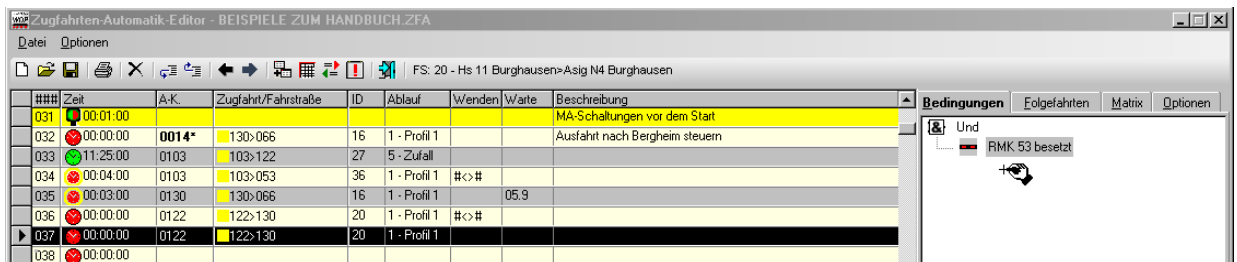 Zugfahrten-Automatik-Editor - BEISPIELE ZUM HANDBUCH.ZFA
Datei Optionen
FS: 20 - Hs 11 Burghausen>Asig N4 Burghausen
### Zeit A-K. Zugfahrt/Fahrstraße ID Ablauf Wenden Warte Beschreibung
031 00:01:00 MA-Schaltungen vor dem Start
032 00:00:00 0014* 130>066 16 1 - Profil 1 Ausfahrt nach Bergheim steuern
033 11:25:00 0103 103>122 27 5 - Zufall
034 00:04:00 0103 103>053 36 1 - Profil 1 #<>#
035 00:03:00 0130 130>066 16 1 - Profil 1 05.9
036 00:00:00 0122 122>130 20 1 - Profil 1 #<>#
037 00:00:00 0122 122>130 20 1 - Profil 1
038 00:00:00
Bedingungen Folgefahrten Matrix Optionen
& Und
RMK 53 besetzt